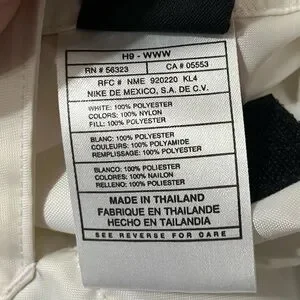 H9 - WWW
RN # 56323 CA # 05553
RFC # NME 920220 KL4
NIKE DE MEXICO, S.A. DE C.V.
WHITE: 100% POLYESTER
COLORS: 100% NYLON
FILL: 100% POLYESTER
BLANC: 100% POLYESTER
COULEURS: 100% POLYAMIDE
REMPLISSAGE: 100% POLYESTER
BLANCO: 100% POLIESTER
COLORES: 100% NAILON
RELLENO: 100% POLIESTER
MADE IN THAILAND
FABRIQUE EN THAILANDE
HECHO EN TAILANDIA
SEE REVERSE FOR CARE